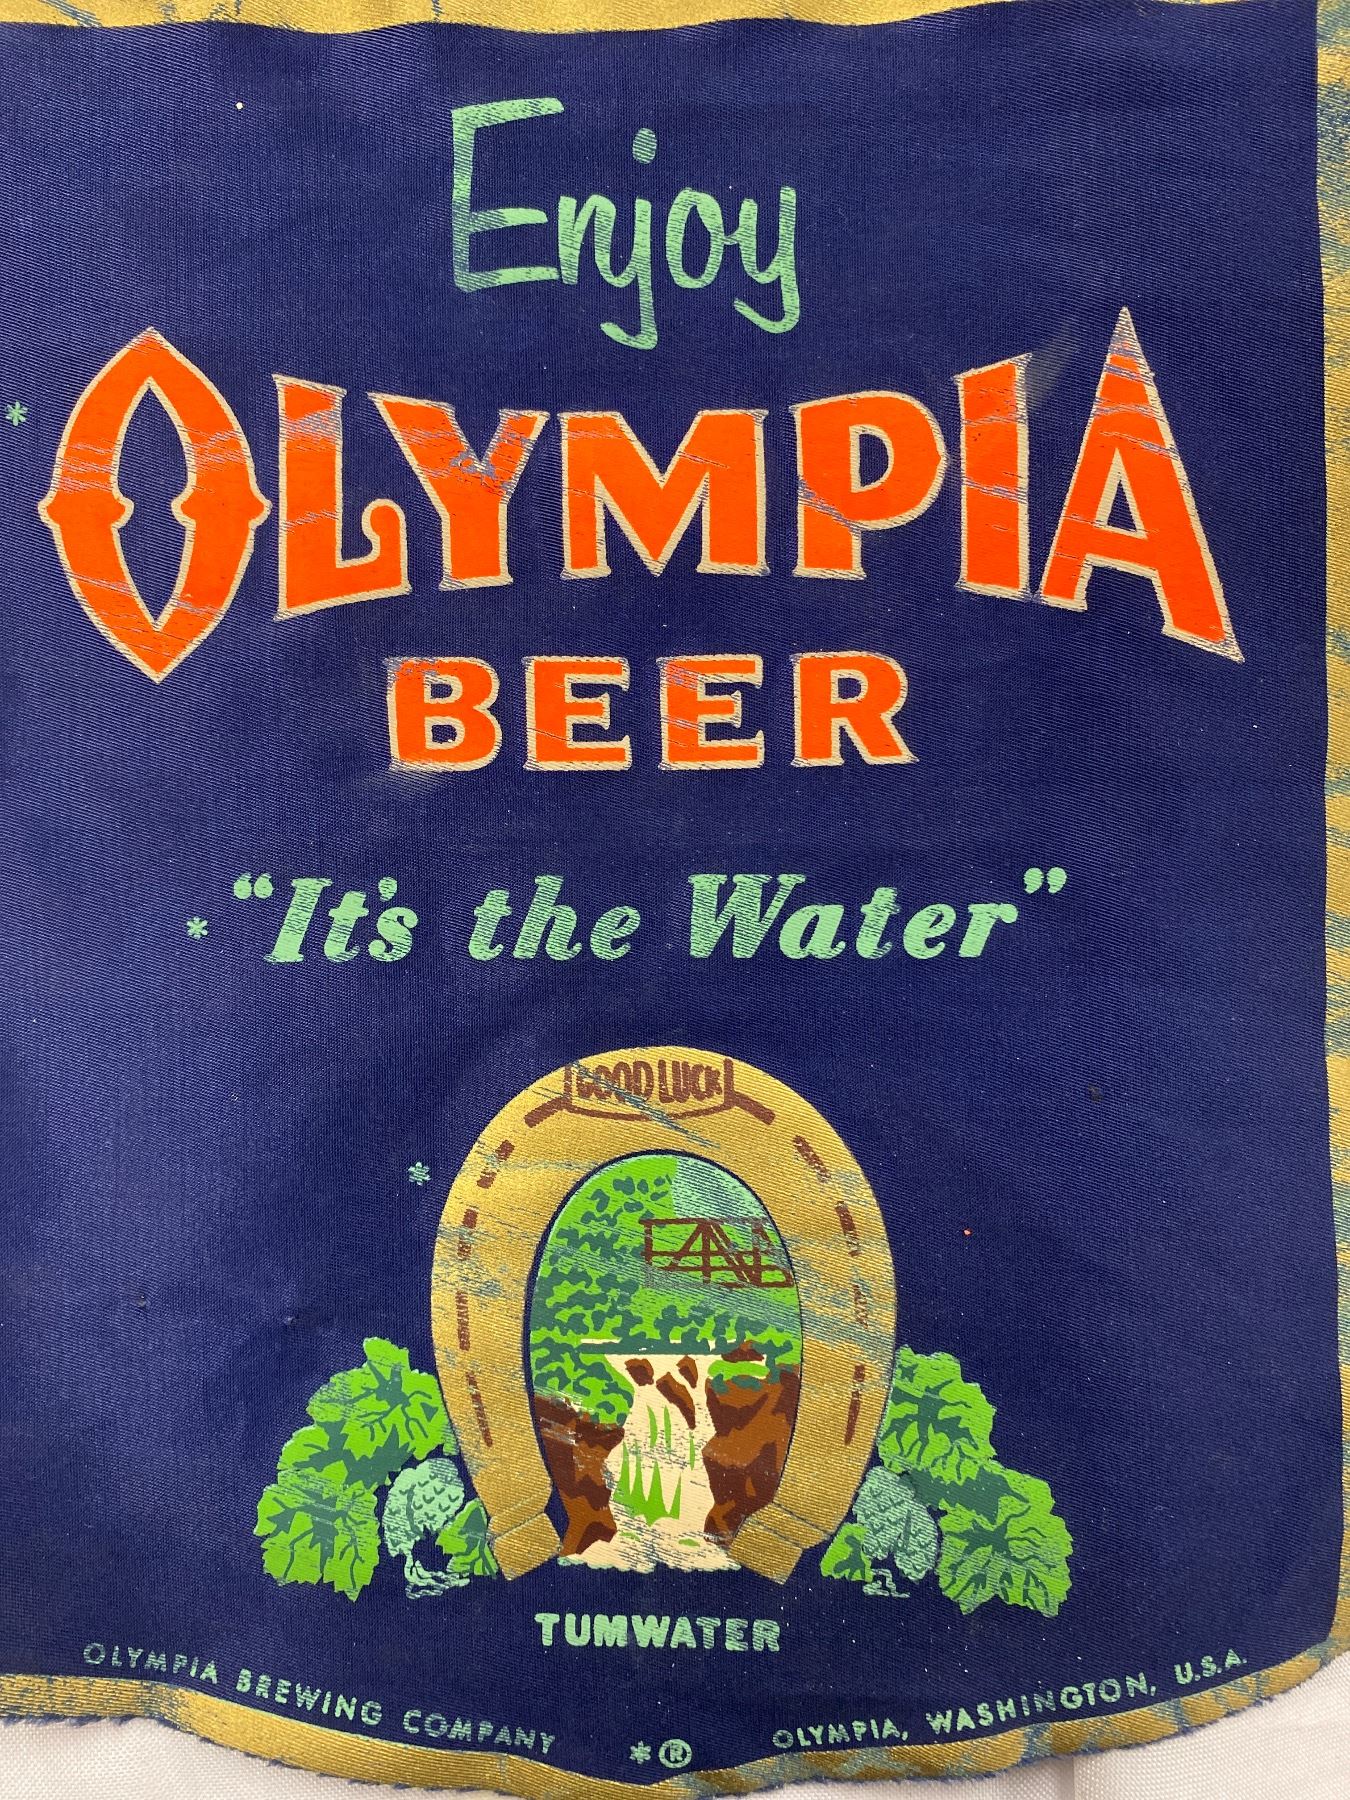 Enjoy
* OLYMPIA
BEER
* “It's the Water”
GOOD LUCK
*
TUMWATER
OLYMPIA BREWING COMPANY * ® OLYMPIA, WASHINGTON, U.S.A.